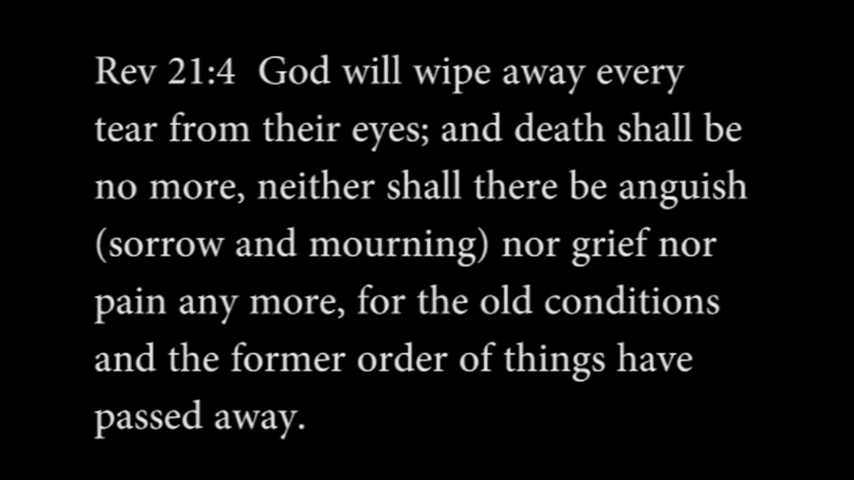 Rev 21:4 God will wipe away every
tear from their eyes; and death shall be
no more, neither shall there be anguish
(sorrow and mourning) nor grief nor
pain any more, for the old conditions
and the former order of things have
passed away.